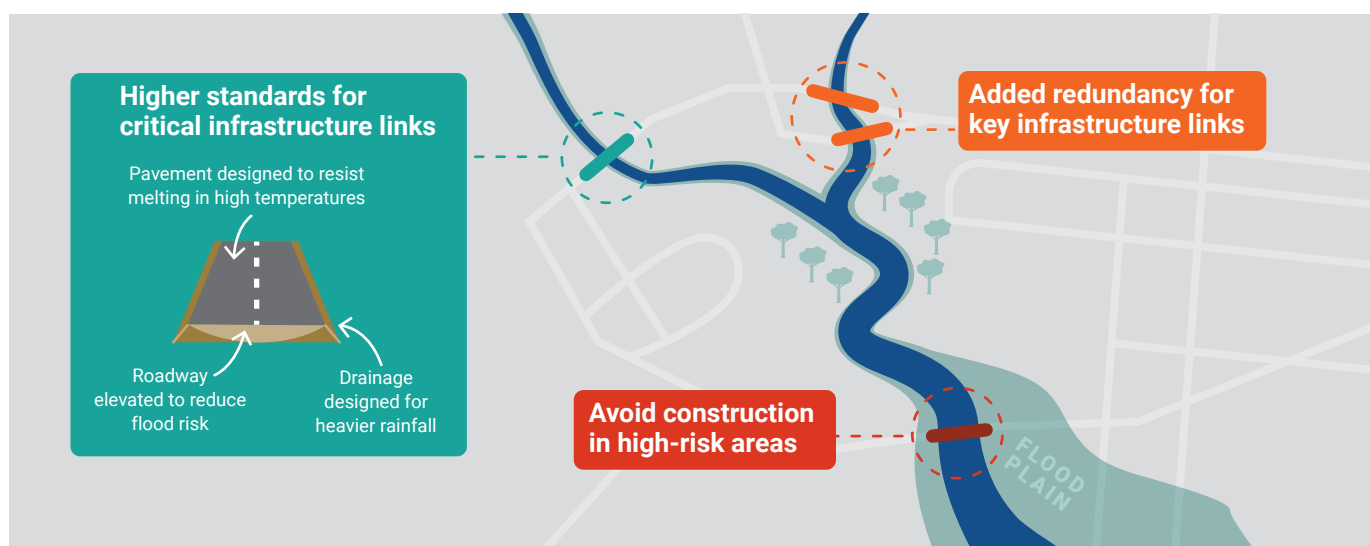 Higher standards for
critical infrastructure links
Pavement designed to resist
melting in high temperatures
Roadway
elevated to reduce
flood risk
Drainage
designed for
heavier rainfall
Added redundancy for
key infrastructure links
Avoid construction
in high-risk areas
FLOOD
PLAIN